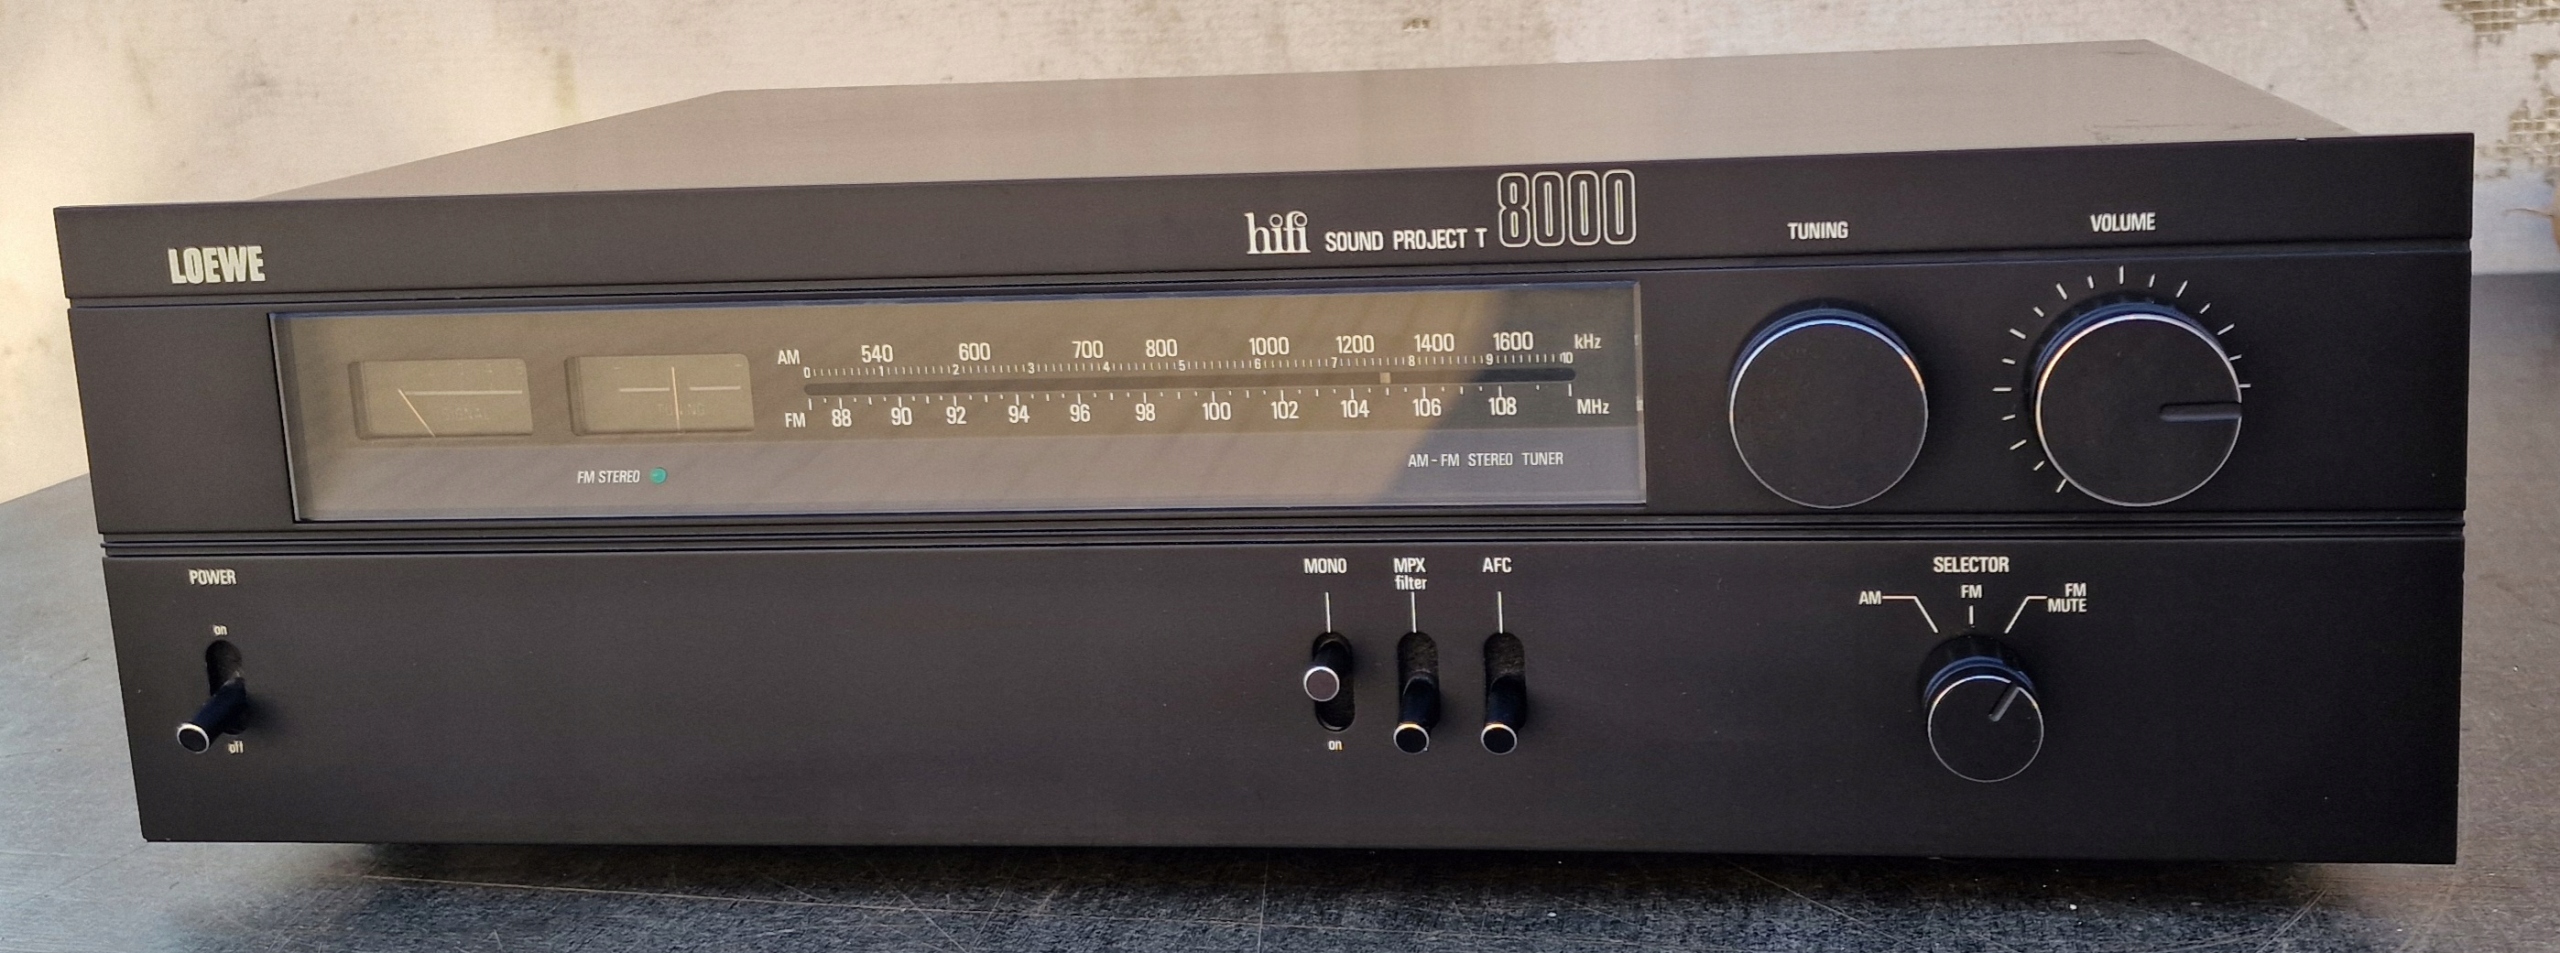 LOEWE
hifi SOUND PROJECT T 8000
TUNING
VOLUME
SIGNAL
TUNING
AM 540 600 700 800 1000 1200 1400 1600 kHz
0 1 2 3 4 5 6 7 8 9 10
FM 88 90 92 94 96 98 100 102 104 106 108 MHz
FM STEREO
AM-FM STEREO TUNER
POWER
on
off
MONO
on
MPX
filter
AFC
SELECTOR
AM
FM
FM
MUTE